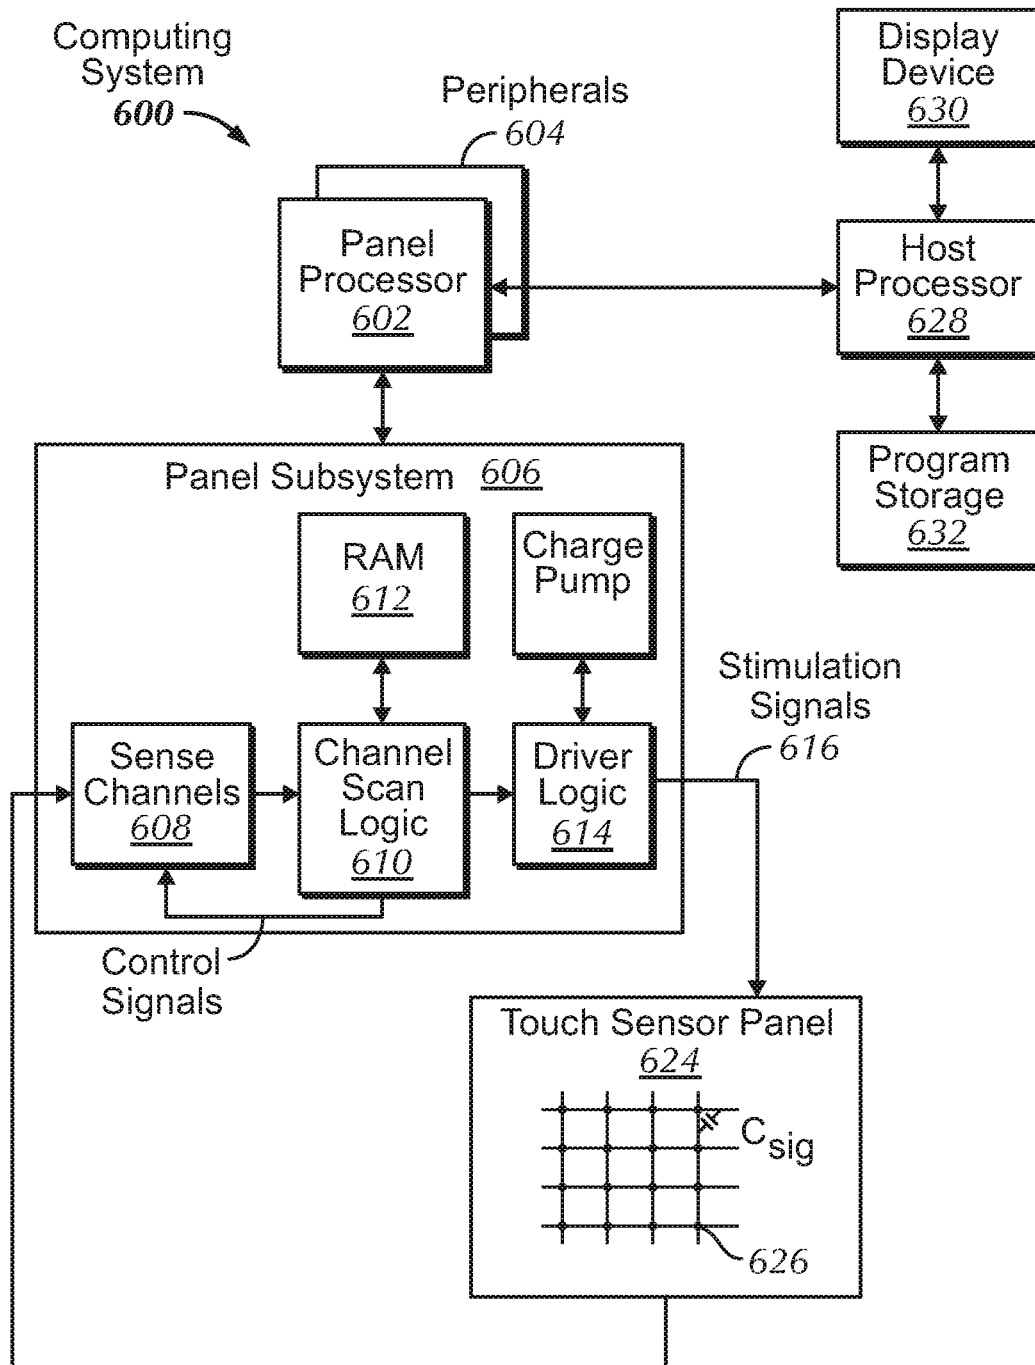 Computing
System
600
Peripherals
604
Display
Device
630
Panel
Processor
602
Host
Processor
628
Program
Storage
632
Panel Subsystem 606
RAM
612
Charge
Pump
Stimulation
Signals
616
Sense
Channels
608
Channel
Scan
Logic
610
Driver
Logic
614
Control
Signals
Touch Sensor Panel
624
Csig
626